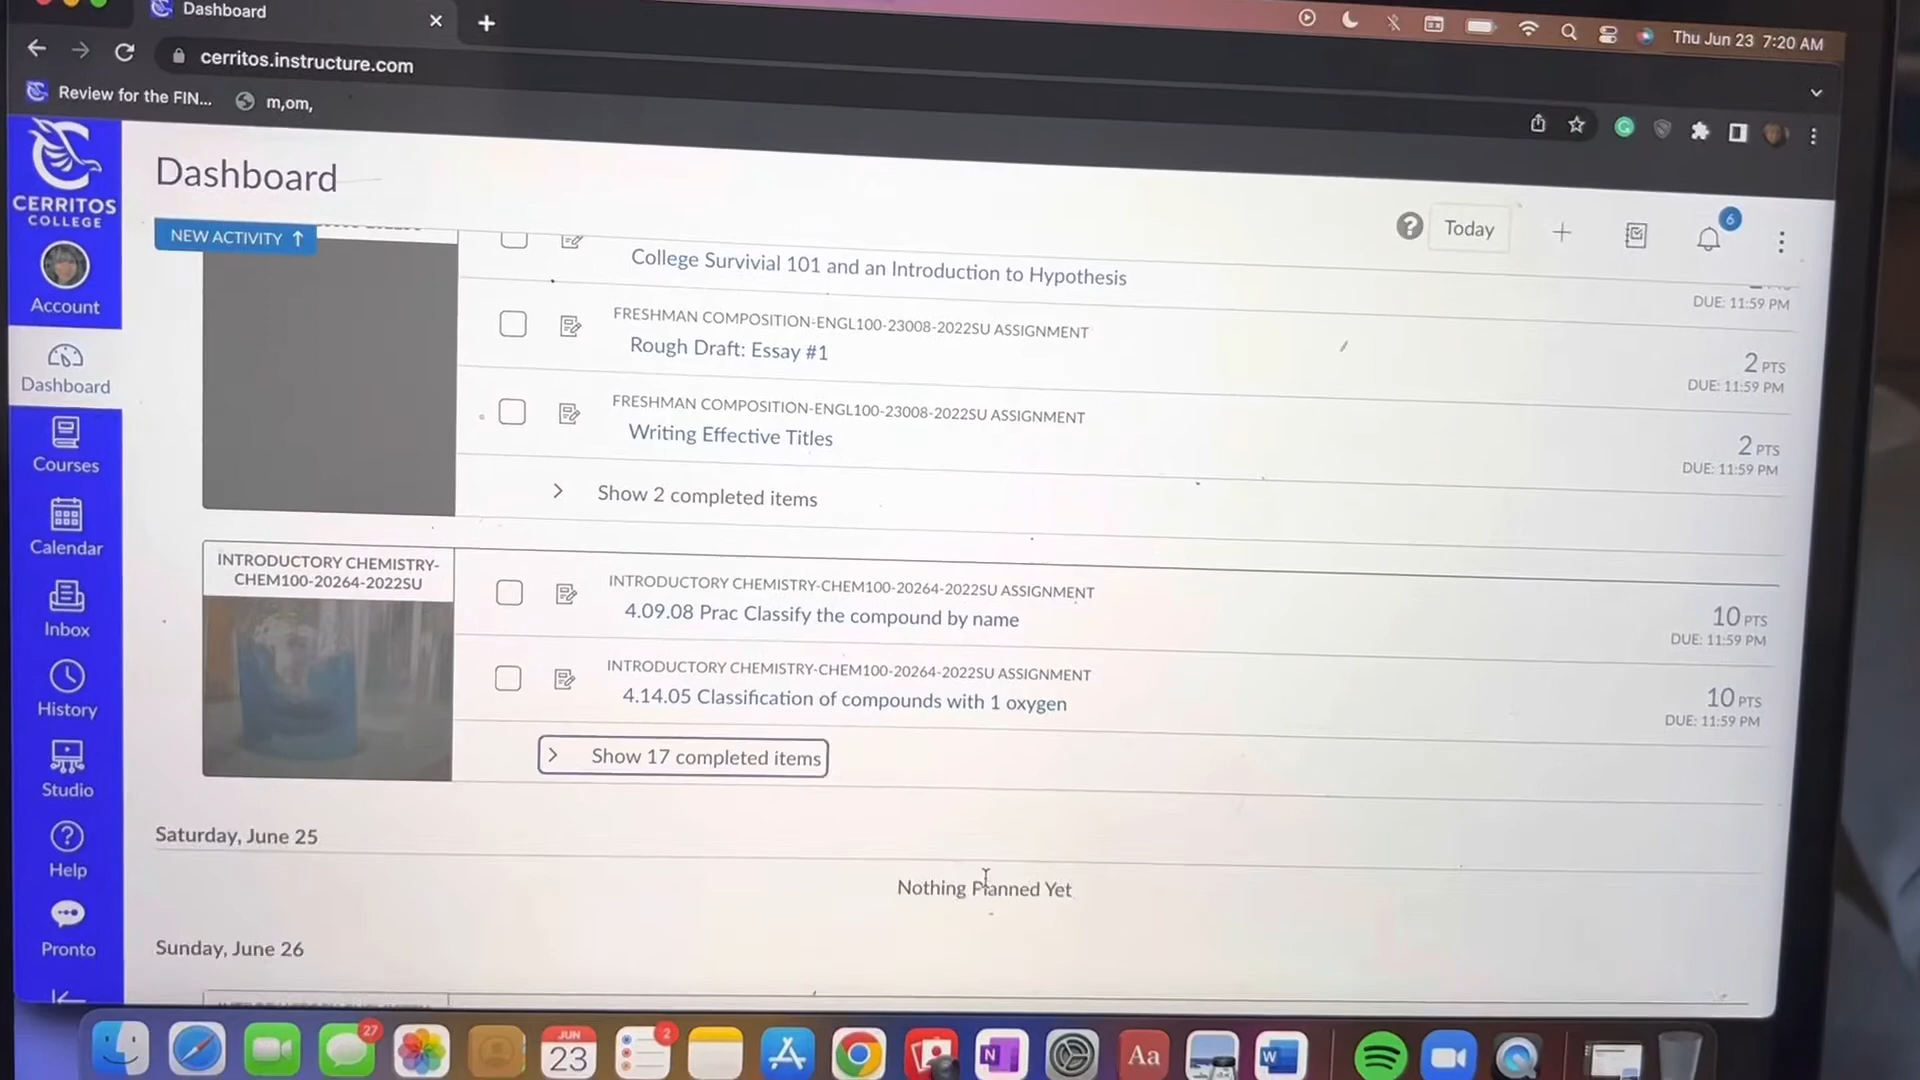 Dashboard
Thu Jun 23 7:20 AM
cerritos.instructure.com
Review for the FIN...
m,om,
CERRITOS
COLLEGE
Dashboard
NEW ACTIVITY ↑
Today
6
College Survivial 101 and an Introduction to Hypothesis
DUE: 11:59 PM
Account
FRESHMAN COMPOSITION-ENGL100-23008-2022SU ASSIGNMENT
Rough Draft: Essay #1
2 PTS
DUE: 11:59 PM
Dashboard
FRESHMAN COMPOSITION-ENGL100-23008-2022SU ASSIGNMENT
Writing Effective Titles
2 PTS
DUE: 11:59 PM
Courses
Show 2 completed items
Calendar
INTRODUCTORY CHEMISTRY-
CHEM100-20264-2022SU
INTRODUCTORY CHEMISTRY-CHEM100-20264-2022SU ASSIGNMENT
4.09.08 Prac Classify the compound by name
10 PTS
DUE: 11:59 PM
Inbox
INTRODUCTORY CHEMISTRY-CHEM100-20264-2022SU ASSIGNMENT
4.14.05 Classification of compounds with 1 oxygen
10 PTS
DUE: 11:59 PM
History
Show 17 completed items
Studio
Saturday, June 25
Help
Nothing Planned Yet
Pronto
Sunday, June 26
27
JUN
23
2
N
Aa
W